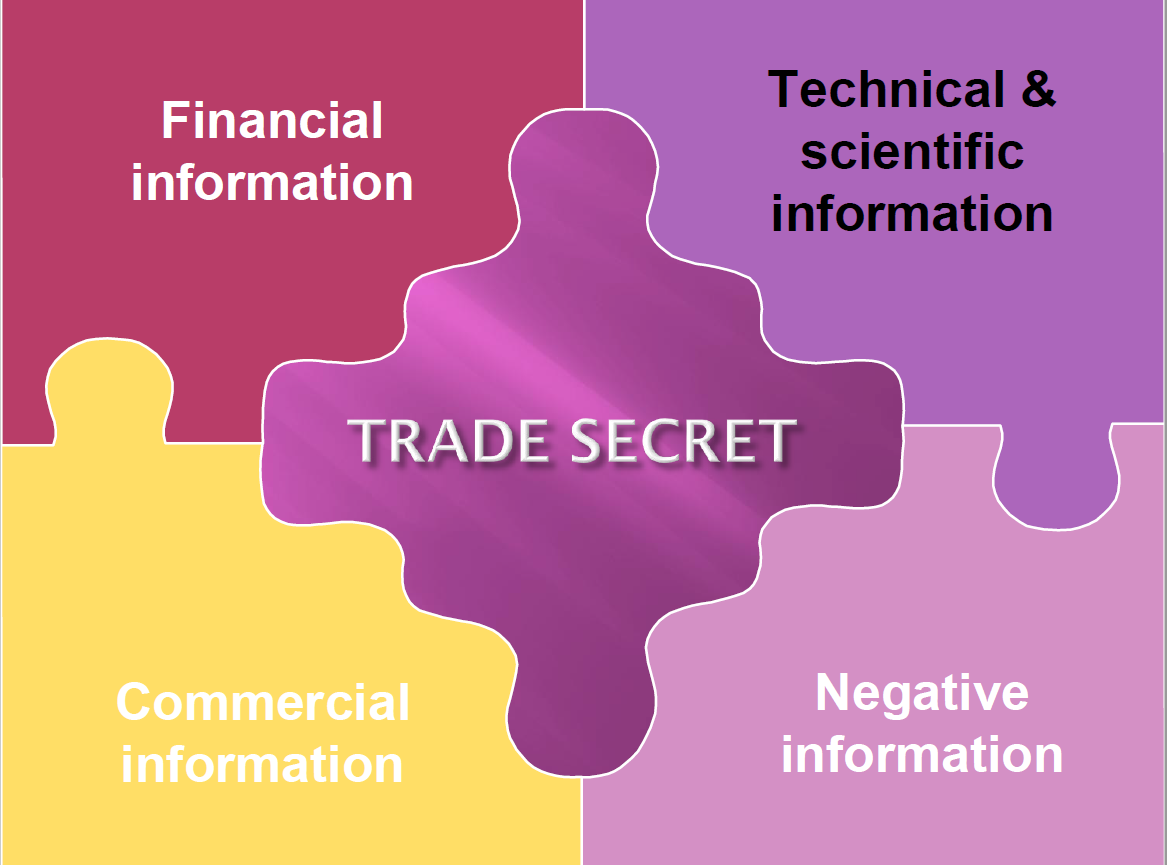 Financial
information
Technical &
scientific
information
TRADE SECRET
Commercial
information
Negative
information